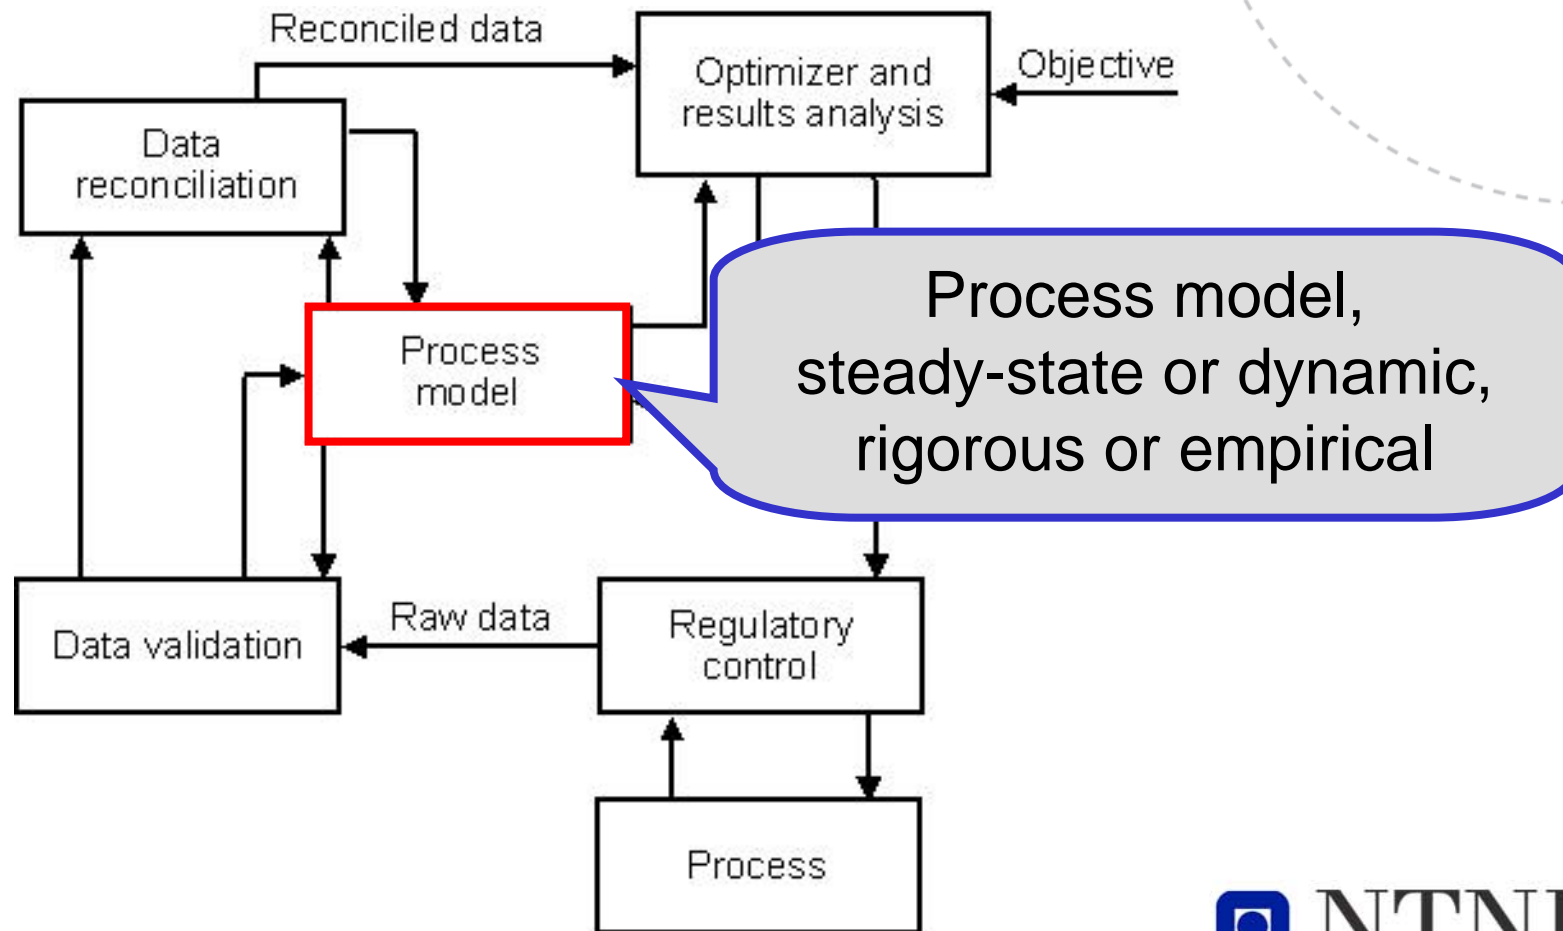 Reconciled data
Optimizer and
results analysis
Objective
Data
reconciliation
Process model,
steady-state or dynamic,
rigorous or empirical
Process
model
Data validation
Raw data
Regulatory
control
Process